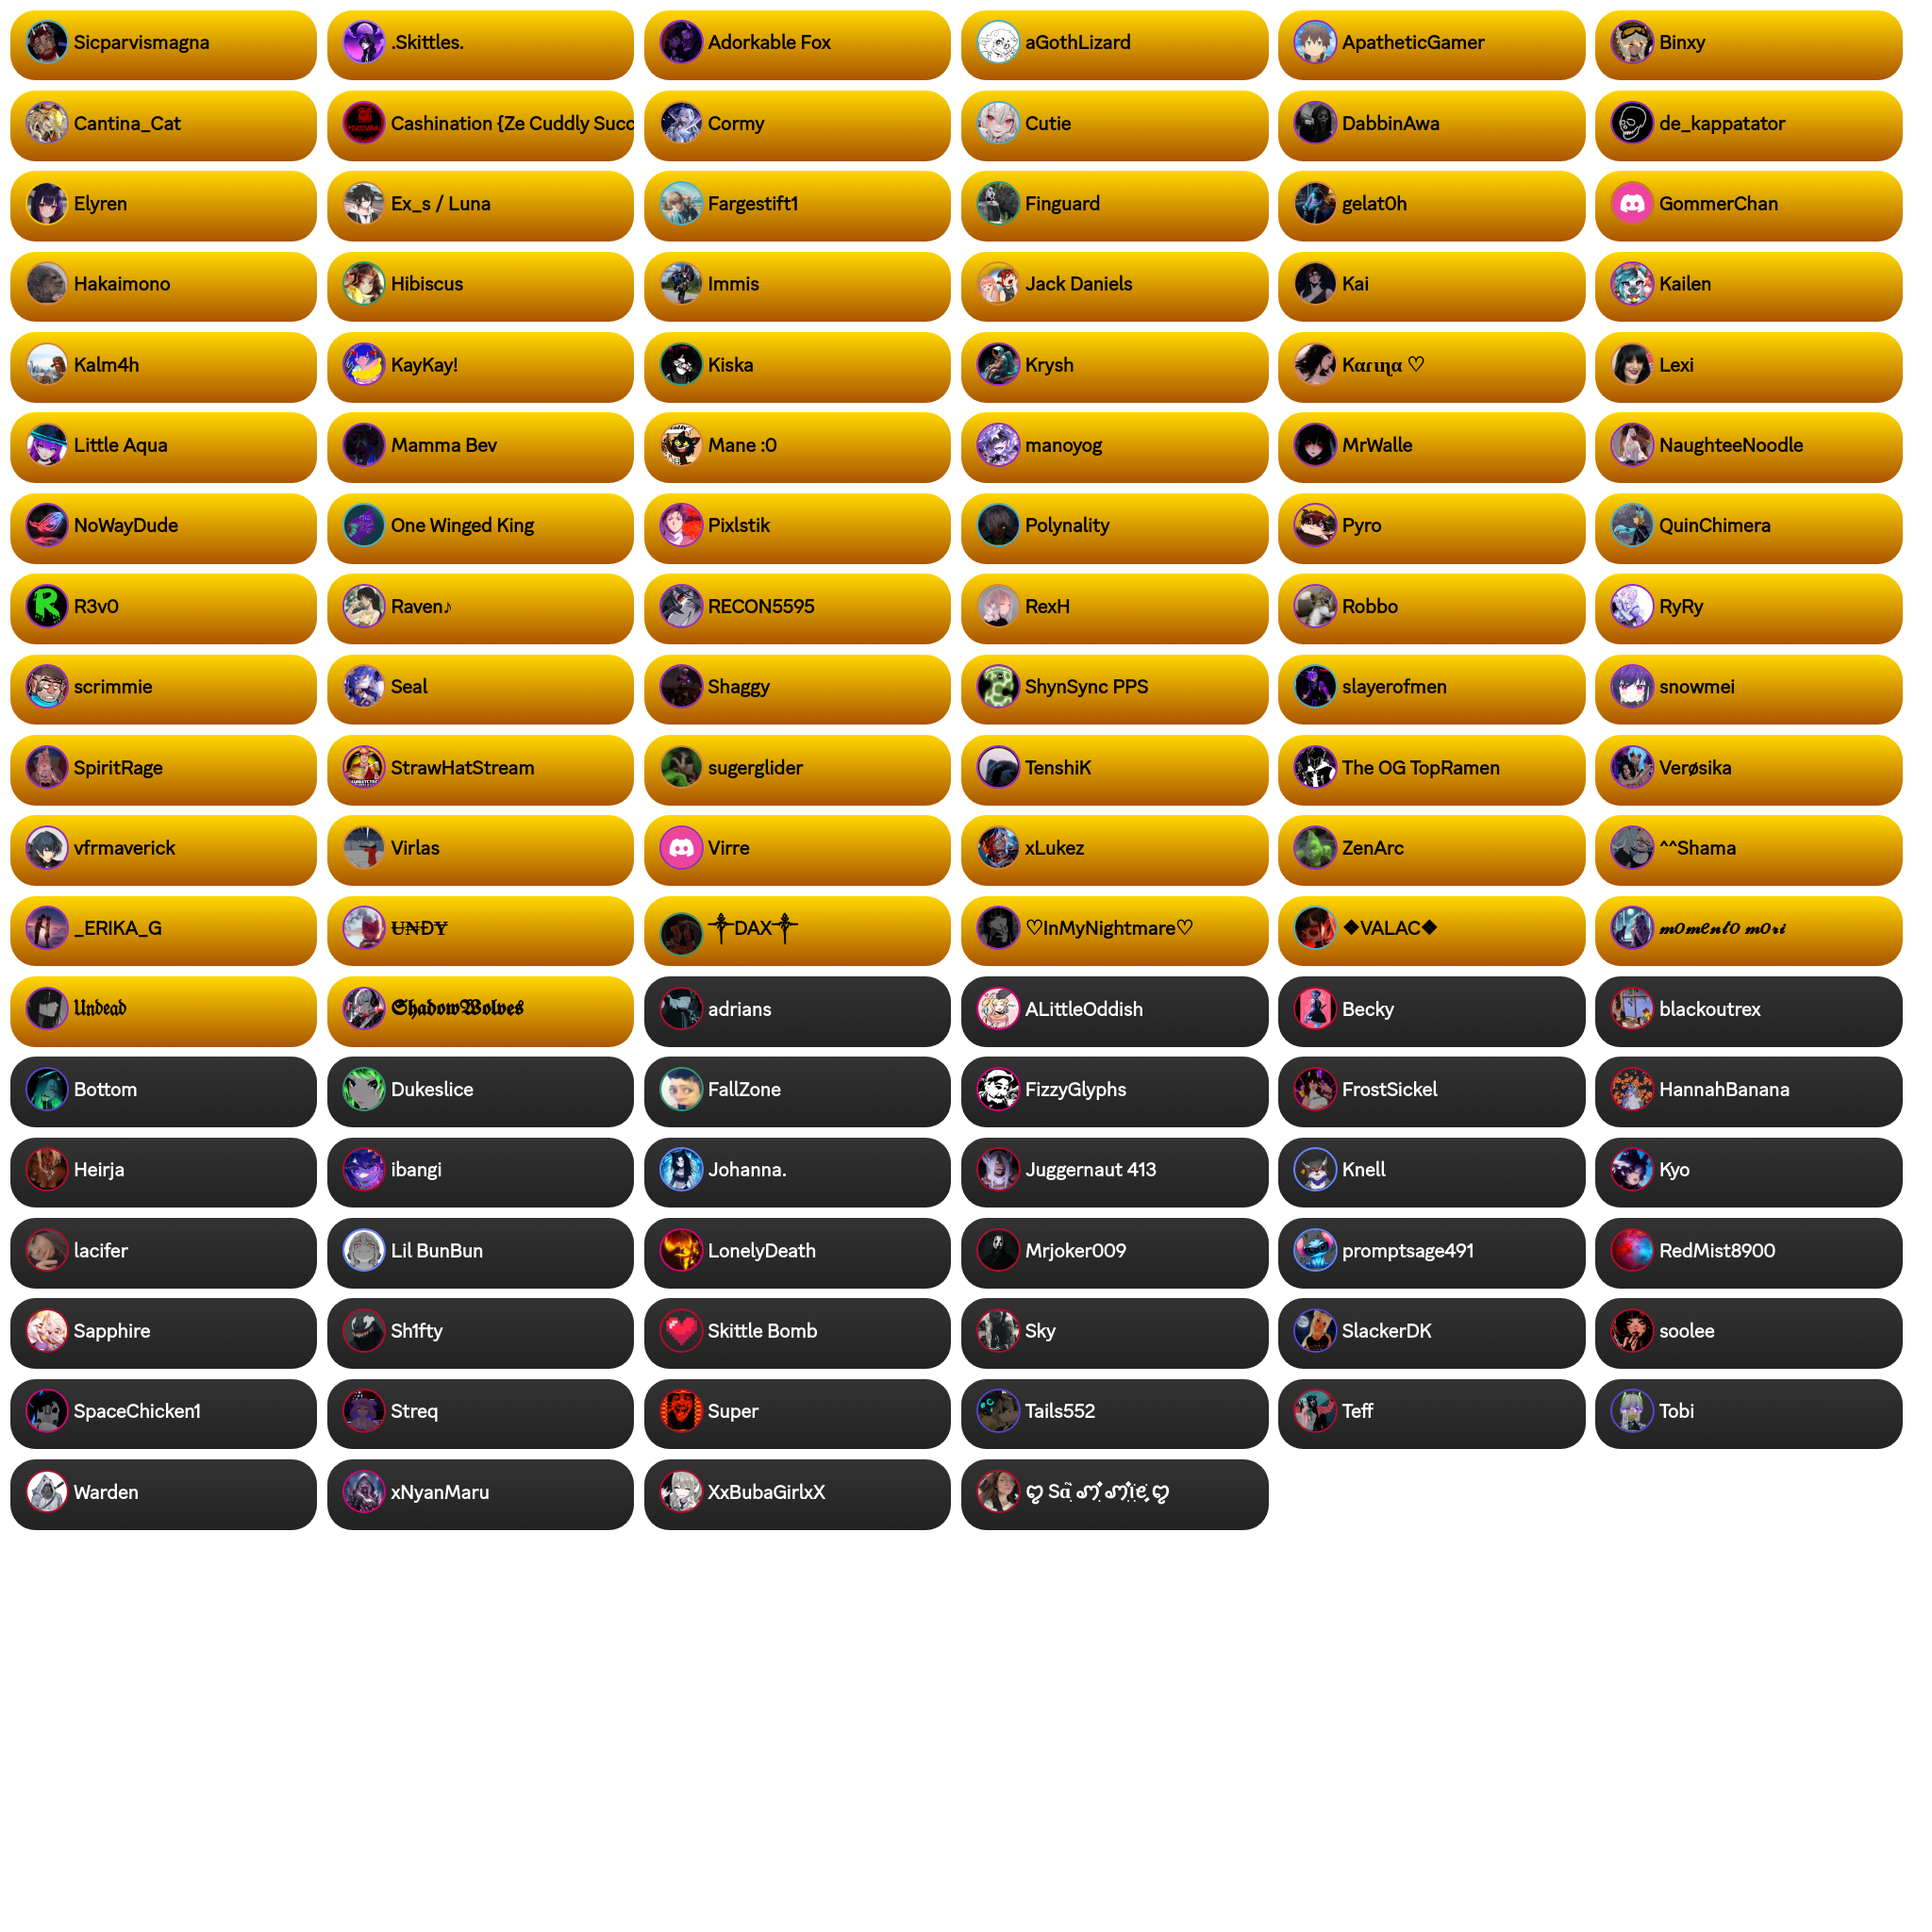 Sicparvismagna
.Skittles.
Adorkable Fox
aGothLizard
ApatheticGamer
Binxy
Cantina_Cat
Cashination {Ze Cuddly Succ
Cormy
Cutie
DabbinAwa
de_kappatator
Elyren
Ex_s / Luna
Fargestift1
Finguard
gelat0h
GommerChan
Hakaimono
Hibiscus
Immis
Jack Daniels
Kai
Kailen
Kalm4h
KayKay!
Kiska
Krysh
Kαɾιɳα ♡
Lexi
Little Aqua
Mamma Bev
Mane :0
manoyog
MrWalle
NaughteeNoodle
NoWayDude
One Winged King
Pixlstik
Polynality
Pyro
QuinChimera
R3v0
Raven♪
RECON5595
RexH
Robbo
RyRy
scrimmie
Seal
Shaggy
ShynSync PPS
slayerofmen
snowmei
SpiritRage
StrawHatStream
sugerglider
TenshiK
The OG TopRamen
Verøsika
vfrmaverick
Virlas
Virre
xLukez
ZenArc
^^Shama
_ERIKA_G
U̶N̶ĐɎ
⸸DAX⸸
♡InMyNightmare♡
❖VALAC❖
𝓶𝓸𝓶𝓮𝓷𝓽𝓸 𝓶𝓸𝓻𝓲
𝔘𝔫𝔡𝔢𝔞𝔡
𝕾𝖍𝖆𝖉𝖔𝖜𝖂𝖔𝖑𝖛𝖊𝖘
adrians
ALittleOddish
Becky
blackoutrex
Bottom
Dukeslice
FallZone
FizzyGlyphs
FrostSickel
HannahBanana
Heirja
ibangi
Johanna.
Juggernaut 413
Knell
Kyo
lacifer
Lil BunBun
LonelyDeath
Mrjoker009
promptsage491
RedMist8900
Sapphire
Sh1fty
Skittle Bomb
Sky
SlackerDK
soolee
SpaceChicken1
Streq
Super
Tails552
Teff
Tobi
Warden
xNyanMaru
XxBubaGirlxX